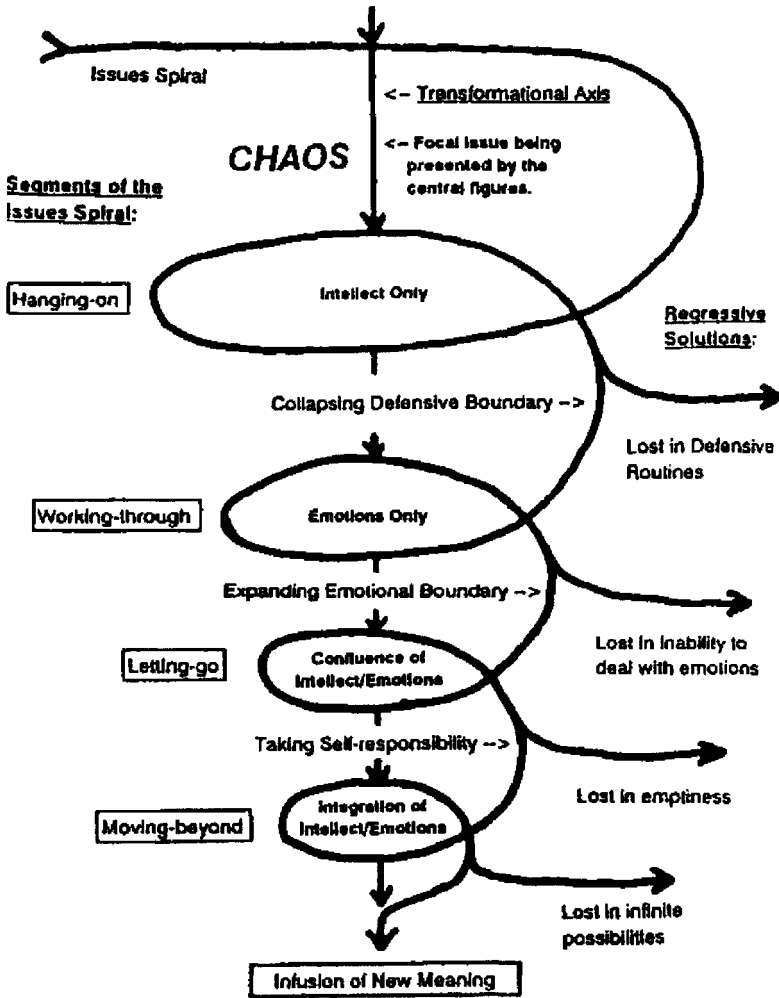 Issues Spiral
<- Transformational Axis
CHAOS
<- Focal issue being
presented by the
central figures.
Segments of the
Issues Spiral:
Hanging-on
Intellect Only
Regressive
Solutions:
Collapsing Defensive Boundary -->
Lost in Defensive
Routines
Working-through
Emotions Only
Expanding Emotional Boundary -->
Lost in inability to
deal with emotions
Letting-go
Confluence of
Intellect/Emotions
Taking Self-responsibility -->
Lost in emptiness
Moving-beyond
Integration of
Intellect/Emotions
Lost in infinite
possibilities
Infusion of New Meaning